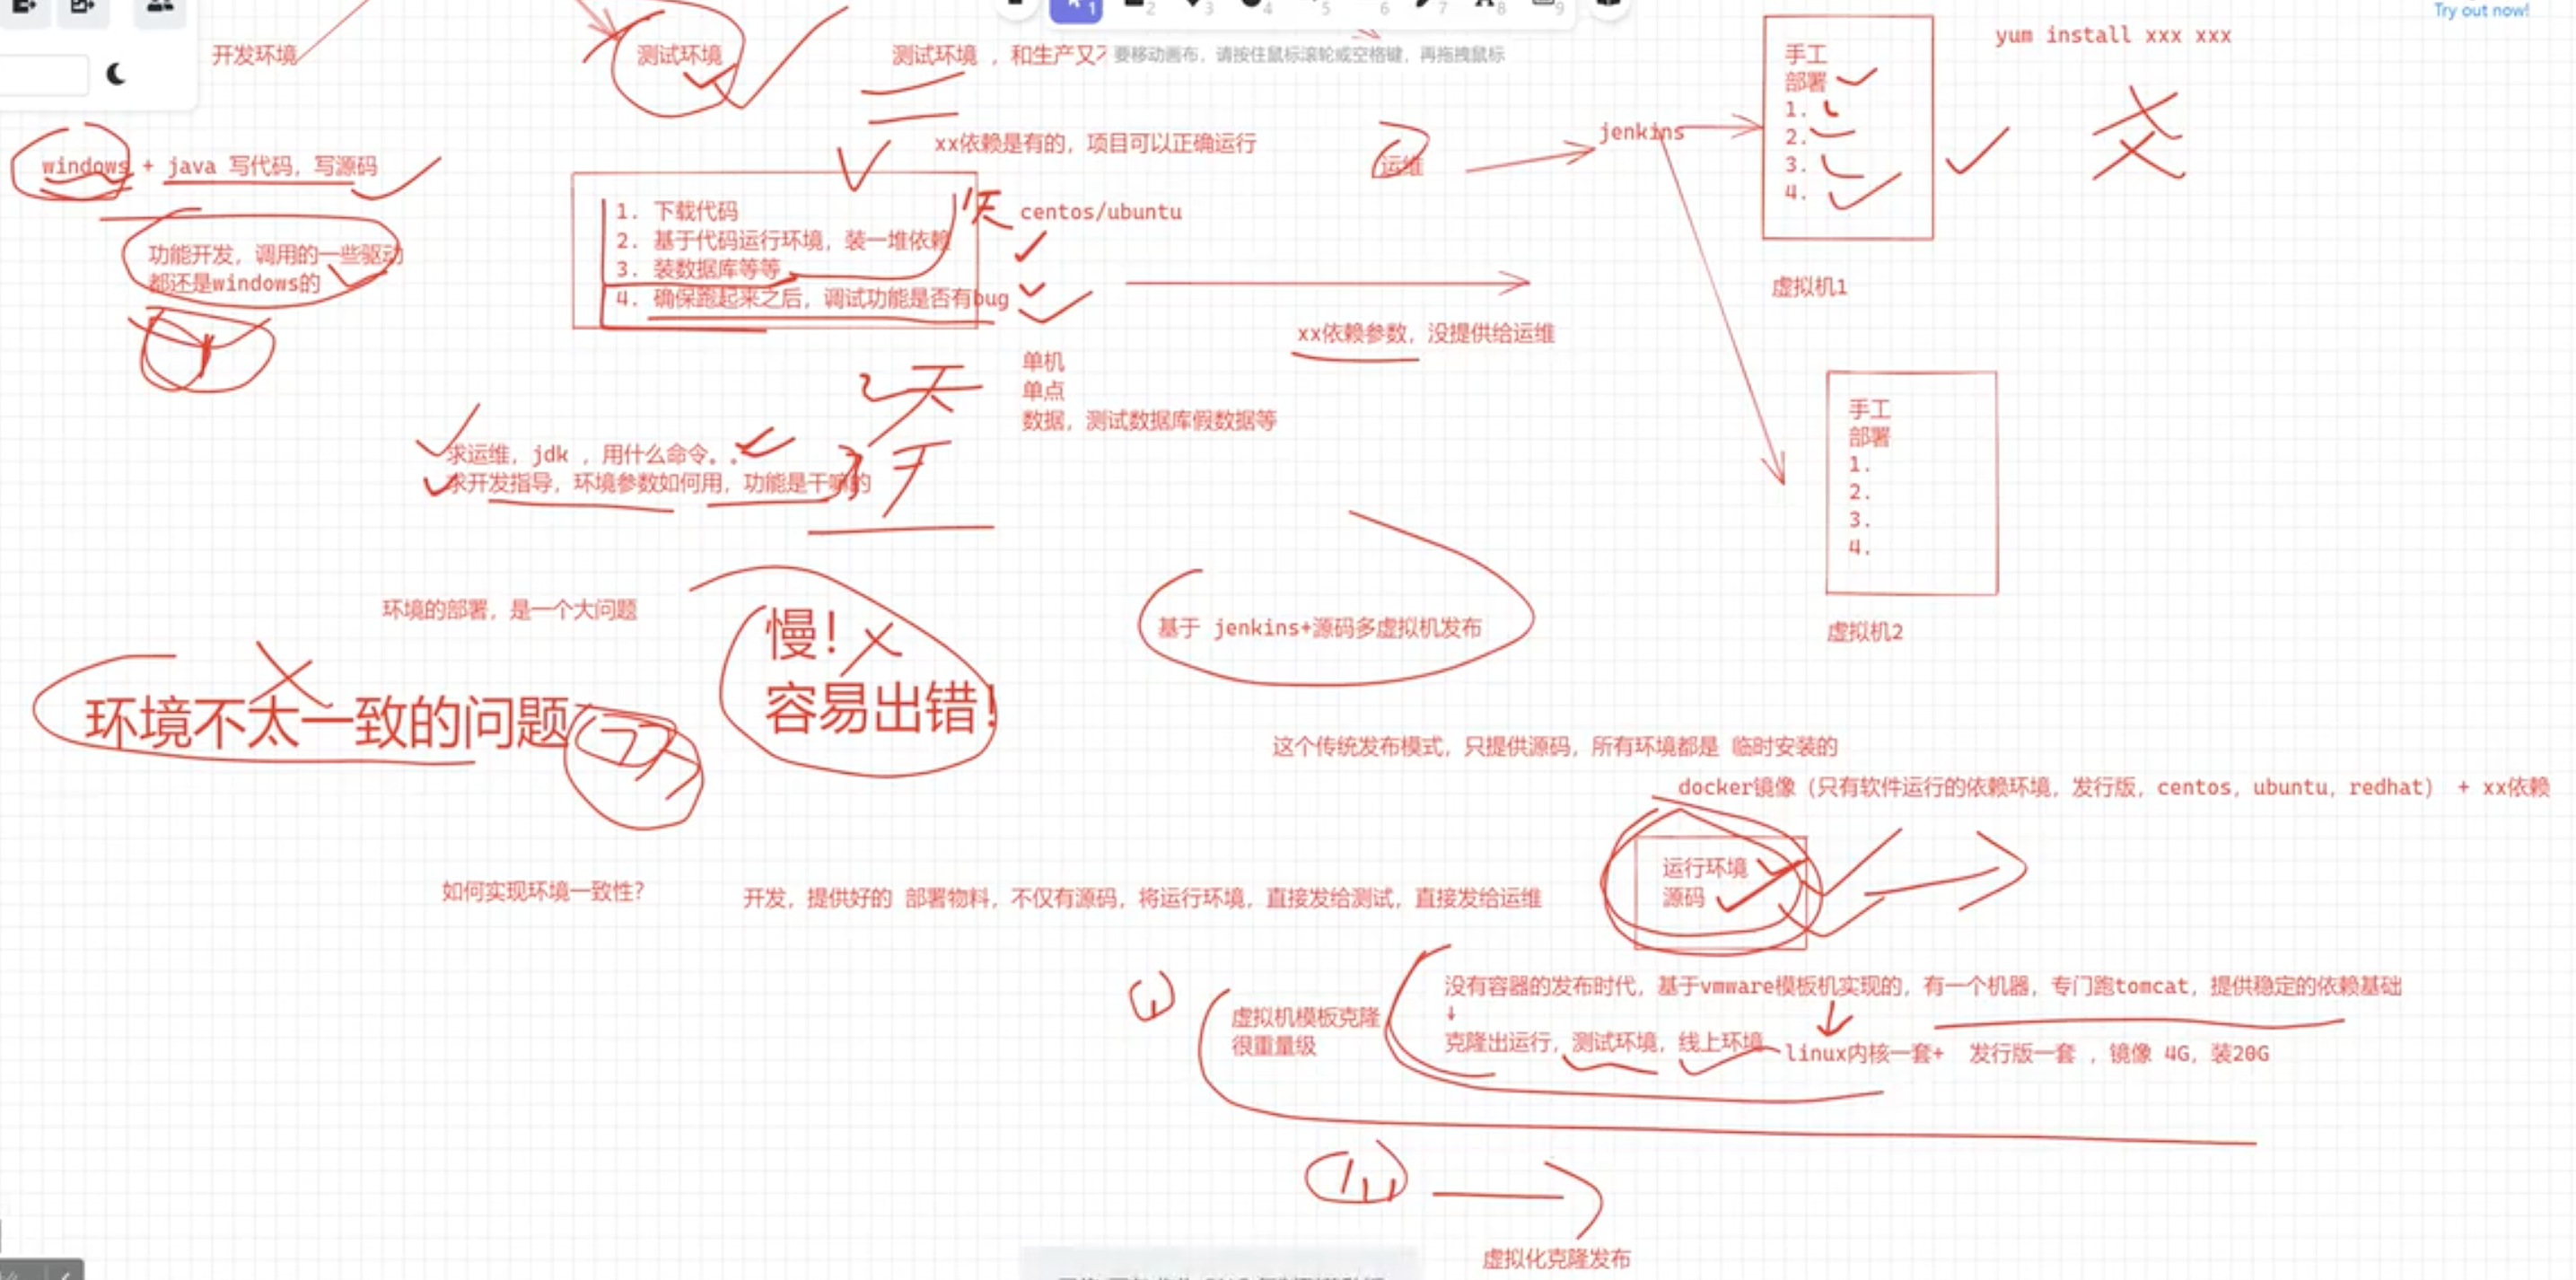 Try out now!
1 2 3 4 5 6 7 8 9
要移动画布，请按住鼠标滚轮或空格键，再拖拽鼠标
开发环境
测试环境
测试环境 ，和生产又
windows + java 写代码，写源码
功能开发，调用的一些驱动
都还是windows的
xx依赖是有的，项目可以正确运行
1. 下载代码
2. 基于代码运行环境，装一堆依赖
3. 装数据库等等
4. 确保跑起来之后，调试功能是否有bug
天
centos/ubuntu
单机
单点
数据，测试数据库假数据等
2天
求运维，jdk ，用什么命令。.
求开发指导，环境参数如何用，功能是干嘛的
运维
jenkins
xx依赖参数，没提供给运维
yum install xxx xxx
手工
部署
1.
2.
3.
4.
虚拟机1
手工
部署
1.
2.
3.
4.
虚拟机2
环境的部署，是一个大问题
环境不太一致的问题
慢！
容易出错！
基于 jenkins+源码多虚拟机发布
这个传统发布模式，只提供源码，所有环境都是 临时安装的
docker镜像（只有软件运行的依赖环境，发行版，centos，ubuntu，redhat） + xx依赖
运行环境
源码
如何实现环境一致性？
开发，提供好的 部署物料，不仅有源码，将运行环境，直接发给测试，直接发给运维
虚拟机模板克隆
很重量级
没有容器的发布时代，基于vmware模板机实现的，有一个机器，专门跑tomcat，提供稳定的依赖基础
↓
克隆出运行，测试环境，线上环境
linux内核一套+ 发行版一套 ，镜像 4G，装20G
虚拟化克隆发布